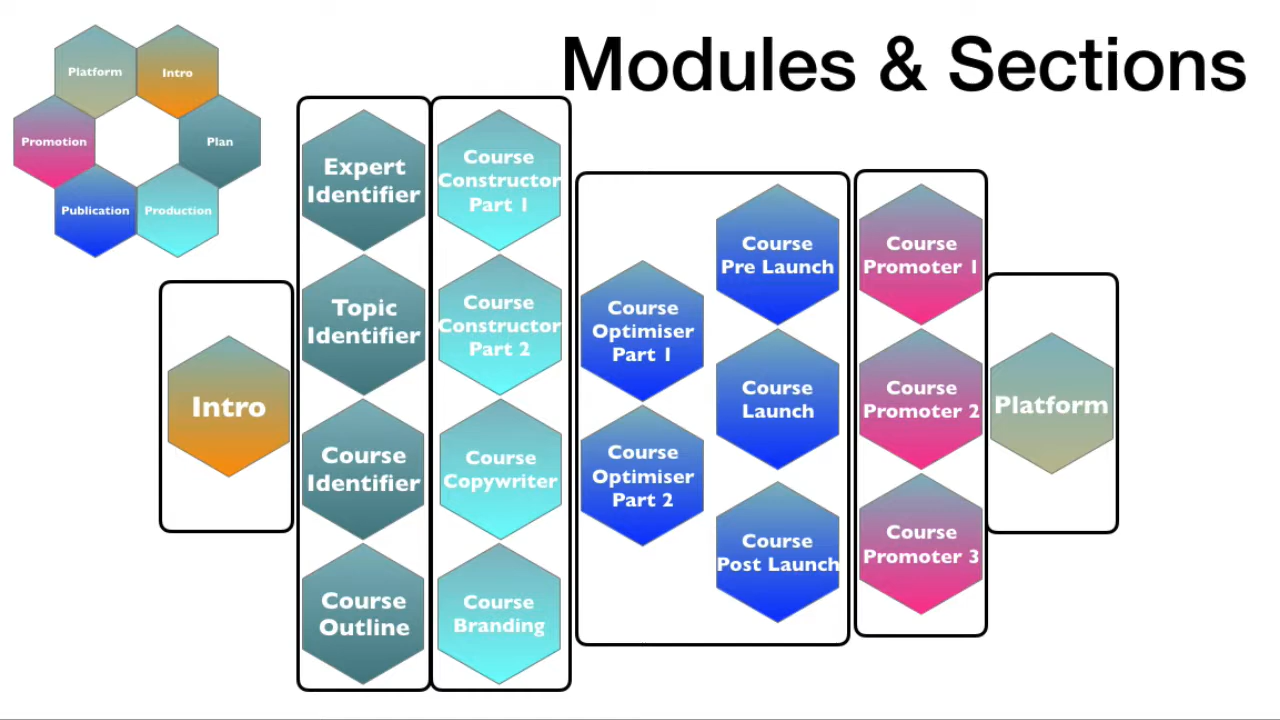 Modules & Sections
Platform
Intro
Promotion
Plan
Publication
Production
Intro
Expert
Identifier
Topic
Identifier
Course
Identifier
Course
Outline
Course
Constructor
Part 1
Course
Constructor
Part 2
Course
Copywriter
Course
Branding
Course
Optimiser
Part 1
Course
Optimiser
Part 2
Course
Pre Launch
Course
Launch
Course
Post Launch
Course
Promoter 1
Course
Promoter 2
Course
Promoter 3
Platform